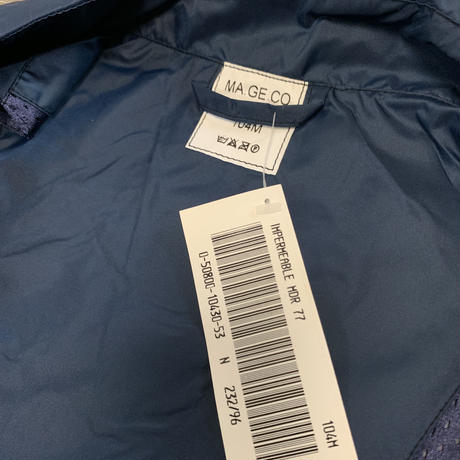 MA.GE.CO
104M
IMPERMEABLE MDR 77
0-50800-10430-53
N
232/96
104M